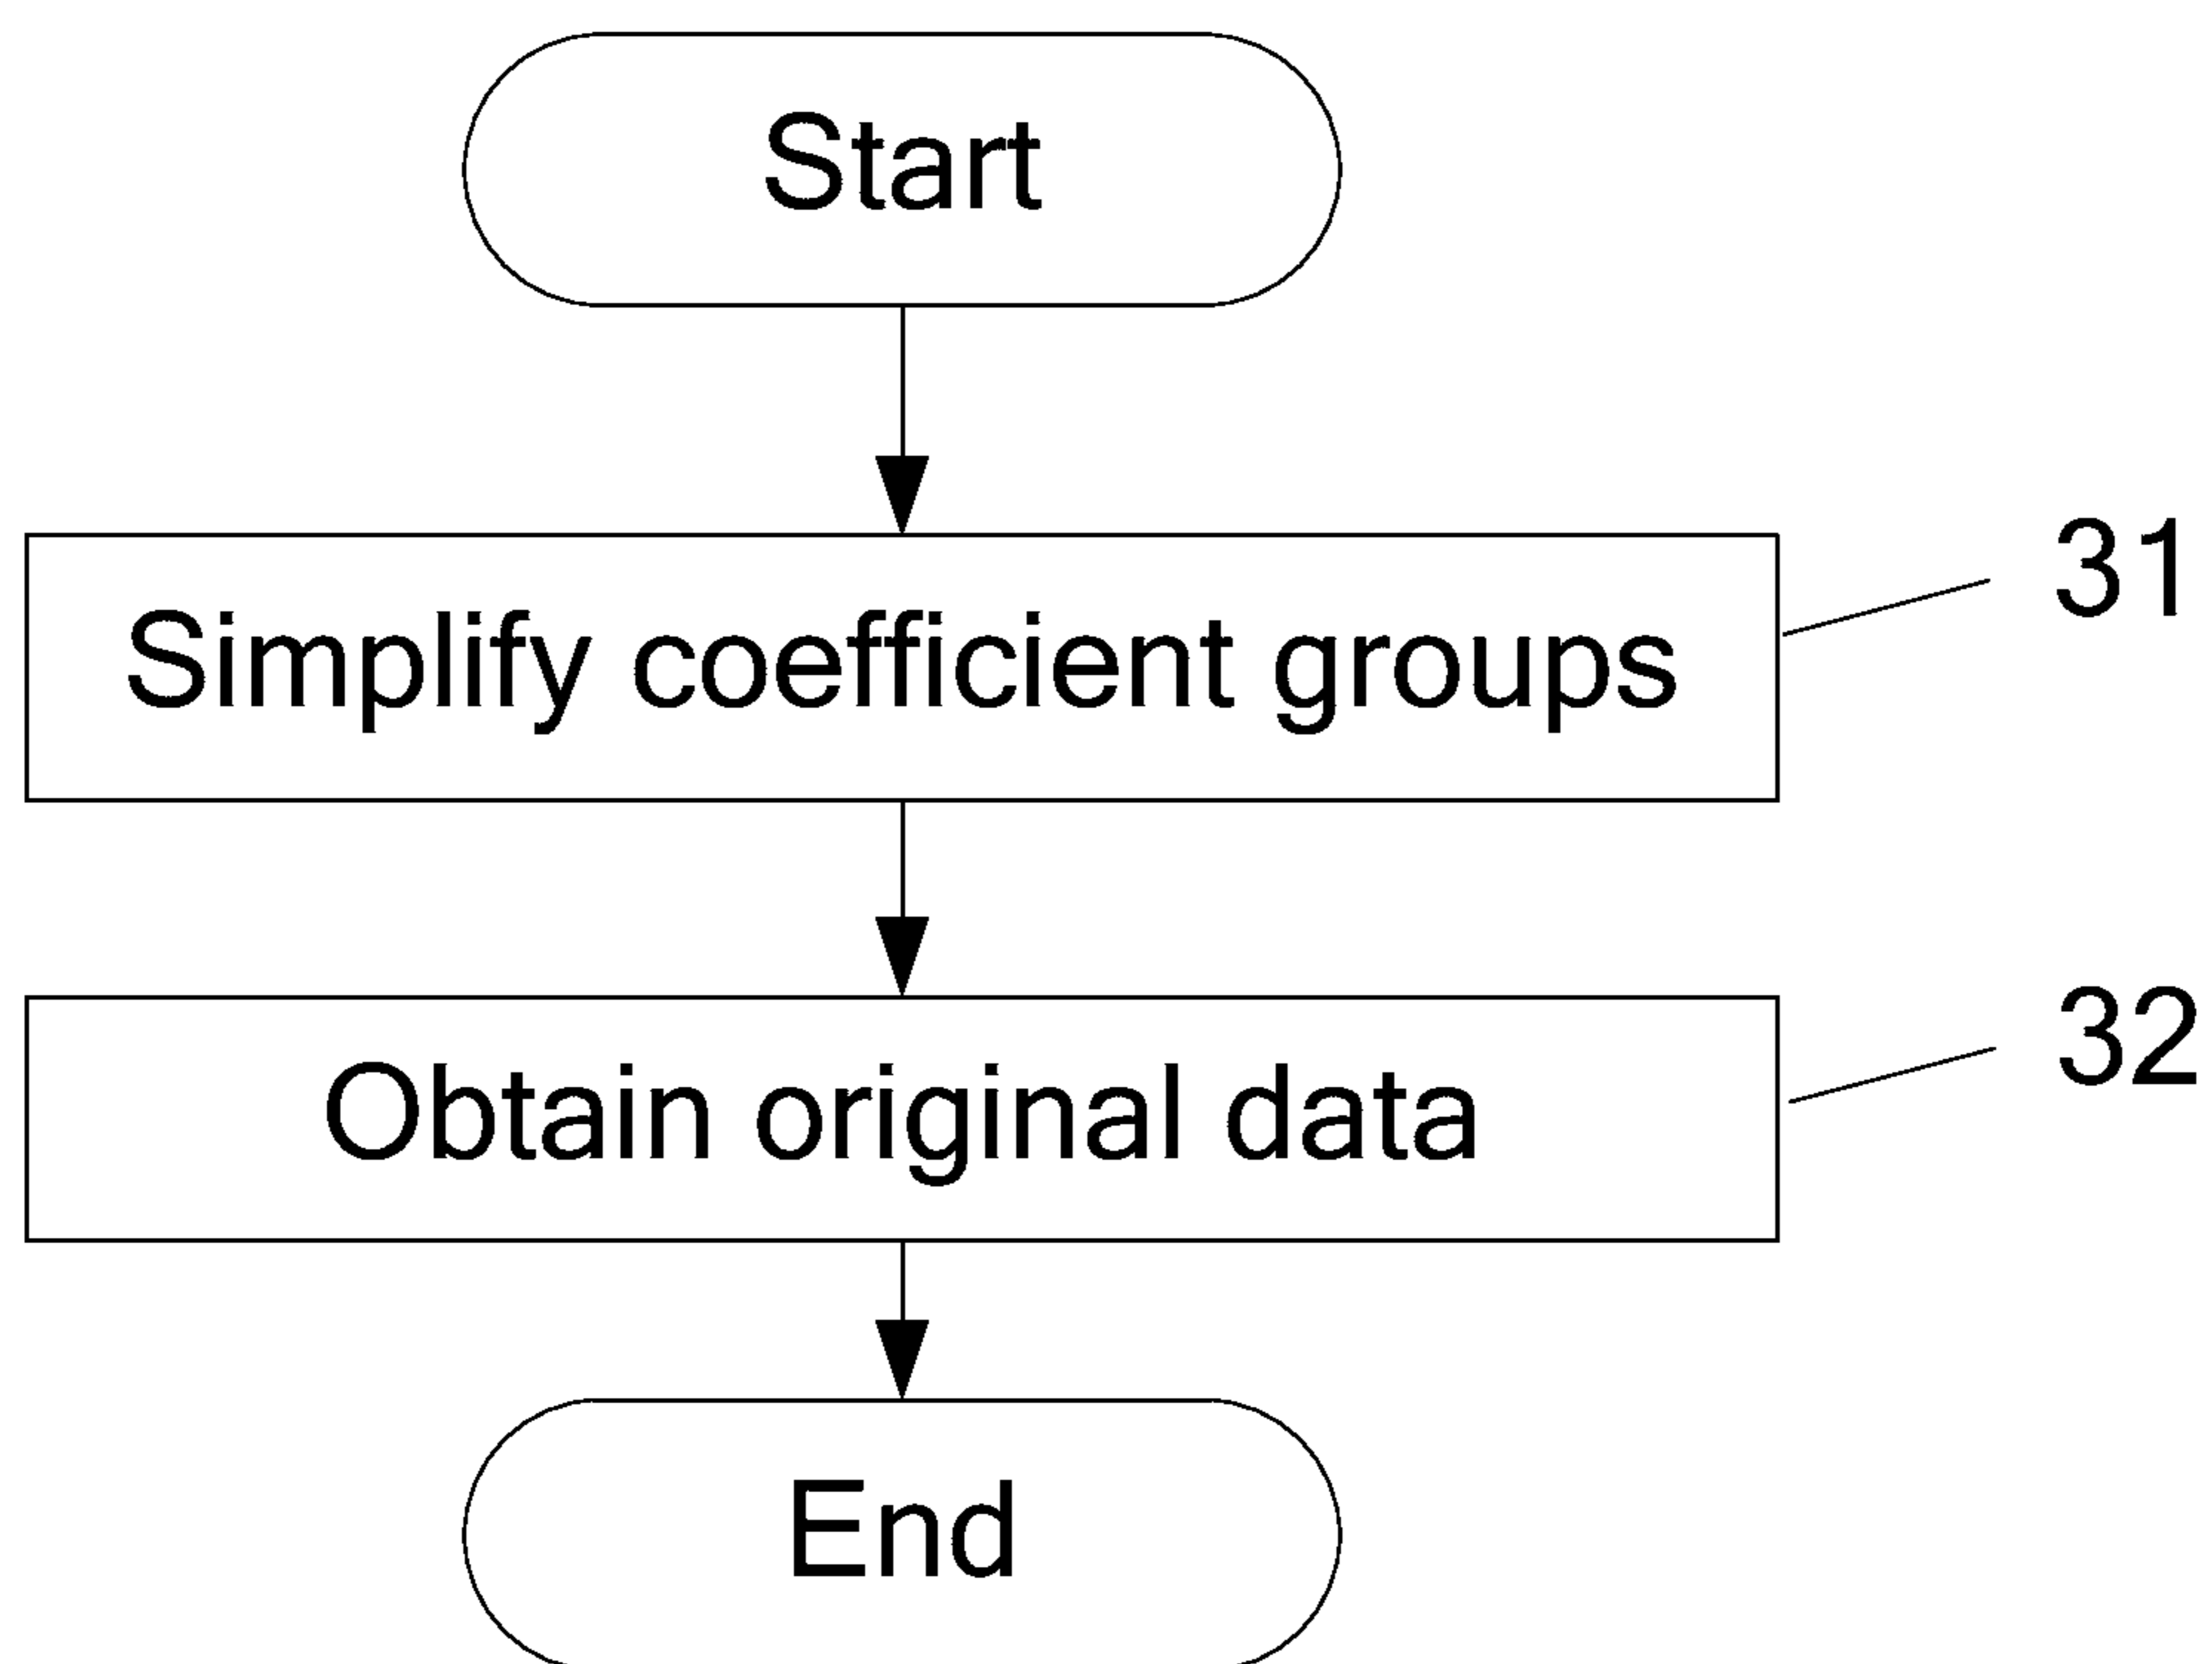 Start
Simplify coefficient groups
31
Obtain original data
32
End